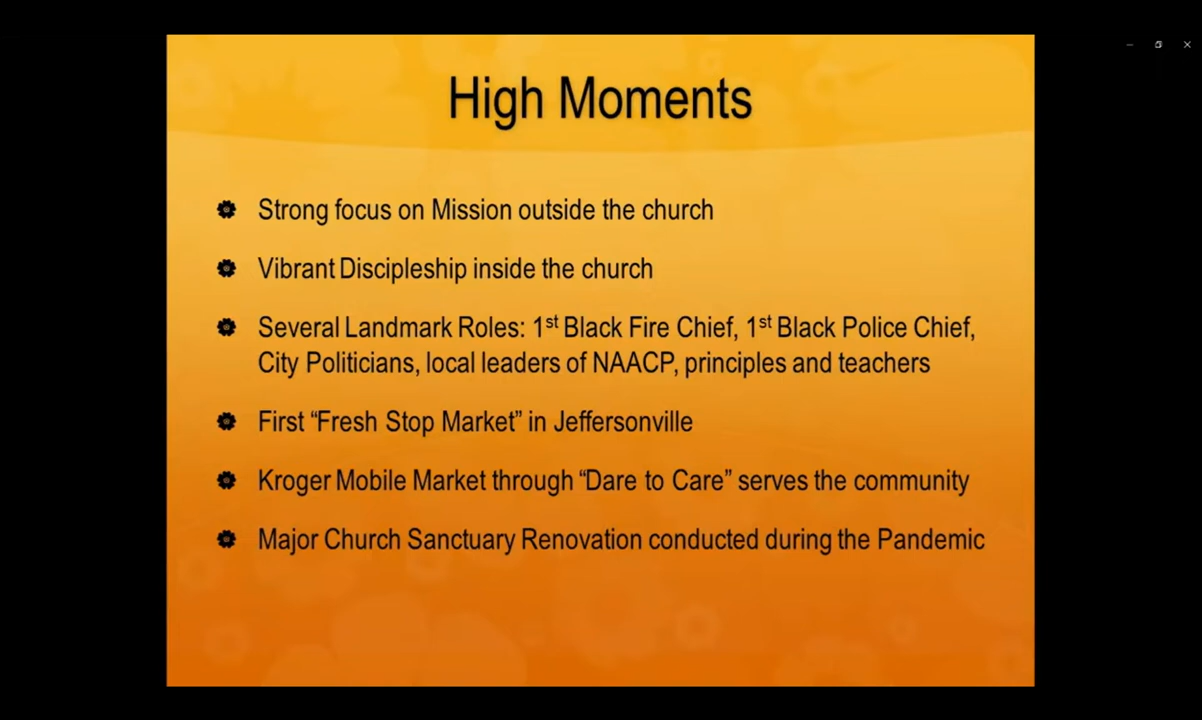 High Moments
Strong focus on Mission outside the church
Vibrant Discipleship inside the church
Several Landmark Roles: 1st Black Fire Chief, 1st Black Police Chief,
City Politicians, local leaders of NAACP, principles and teachers
First “Fresh Stop Market” in Jeffersonville
Kroger Mobile Market through “Dare to Care” serves the community
Major Church Sanctuary Renovation conducted during the Pandemic